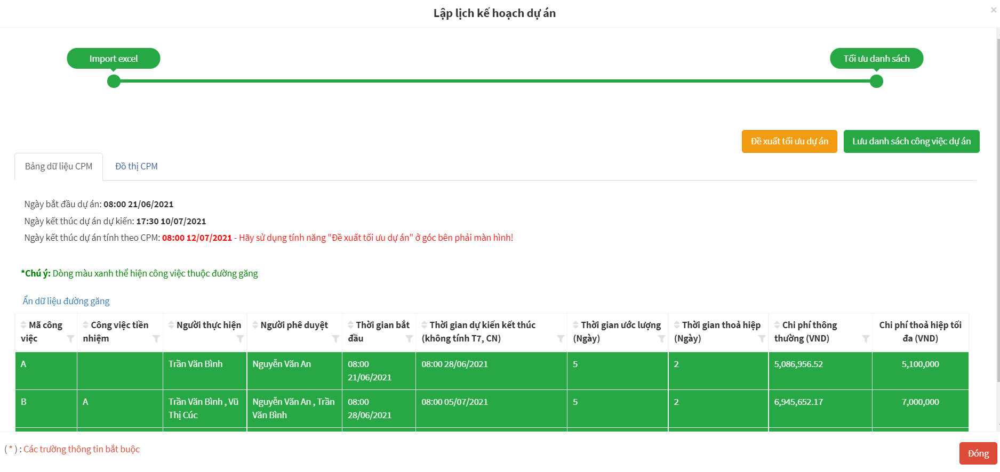 Lập lịch kế hoạch dự án
×
Import excel
Tối ưu danh sách
Đề xuất tối ưu dự án
Lưu danh sách công việc dự án
Bảng dữ liệu CPM
Đồ thị CPM
Ngày bắt đầu dự án: 08:00 21/06/2021
Ngày kết thúc dự án dự kiến: 17:30 10/07/2021
Ngày kết thúc dự án tính theo CPM: 08:00 12/07/2021 - Hãy sử dụng tính năng "Đề xuất tối ưu dự án" ở góc bên phải màn hình!
*Chú ý: Dòng màu xanh thể hiện công việc thuộc đường găng
Ẩn dữ liệu đường găng
Mã công
việc
Công việc tiền
nhiệm
Người thực hiện
Người phê duyệt
Thời gian bắt
đầu
Thời gian dự kiến kết thúc
(không tính T7, CN)
Thời gian ước lượng
(Ngày)
Thời gian thoả hiệp
(Ngày)
Chi phí thông
thường (VND)
Chi phí thoả hiệp tối
đa (VND)
A
Trần Văn Bình
Nguyễn Văn An
08:00
21/06/2021
08:00 28/06/2021
5
2
5,086,956.52
5,100,000
B
A
Trần Văn Bình , Vũ
Thị Cúc
Nguyễn Văn An , Trần
Văn Bình
08:00
28/06/2021
08:00 05/07/2021
5
2
6,945,652.17
7,000,000
( * ) : Các trường thông tin bắt buộc
Đóng